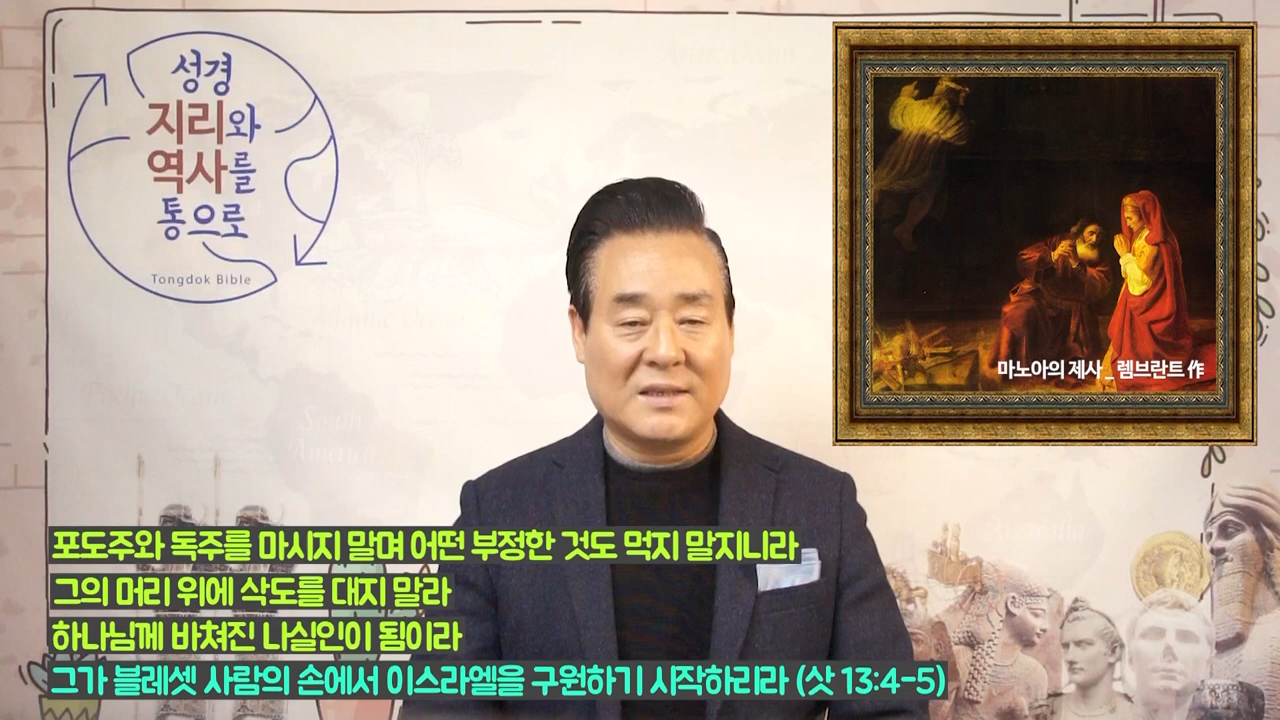 성경
지리와
역사를
통으로
Tongdok Bible
마노아의 제사 _ 렘브란트 作
South
America
포도주와 독주를 마시지 말며 어떤 부정한 것도 먹지 말지니라
그의 머리 위에 삭도를 대지 말라
하나님께 바쳐진 나실인이 됨이라
그가 블레셋 사람의 손에서 이스라엘을 구원하기 시작하리라 (삿 13:4-5)